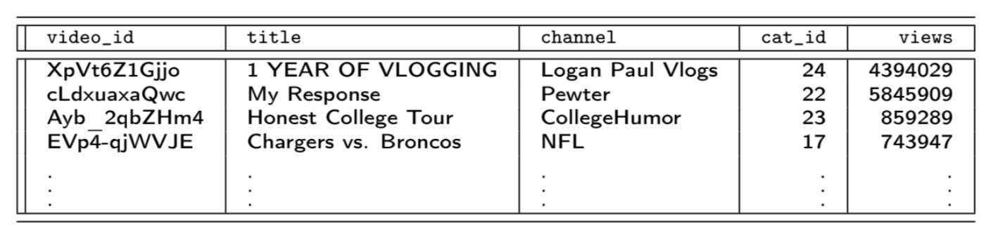 video_id title channel cat_id views
XpVt6Z1Gjjo 1 YEAR OF VLOGGING Logan Paul Vlogs 24 4394029
cLdxuaxaQwc My Response Pewter 22 5845909
Ayb_2qbZHm4 Honest College Tour CollegeHumor 23 859289
EVp4-qjWVJE Chargers vs. Broncos NFL 17 743947
. . . . .
. . . . .
. . . . .